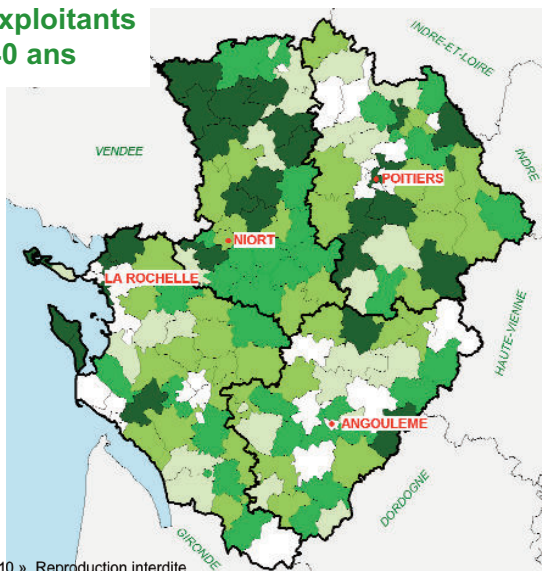 xploitants
0 ans
INDRE-ET-LOIRE
VENDEE
INDRE
POITIERS
NIORT
LA ROCHELLE
HAUTE-VIENNE
ANGOULEME
DORDOGNE
GIRONDE
10 ». Reproduction interdite